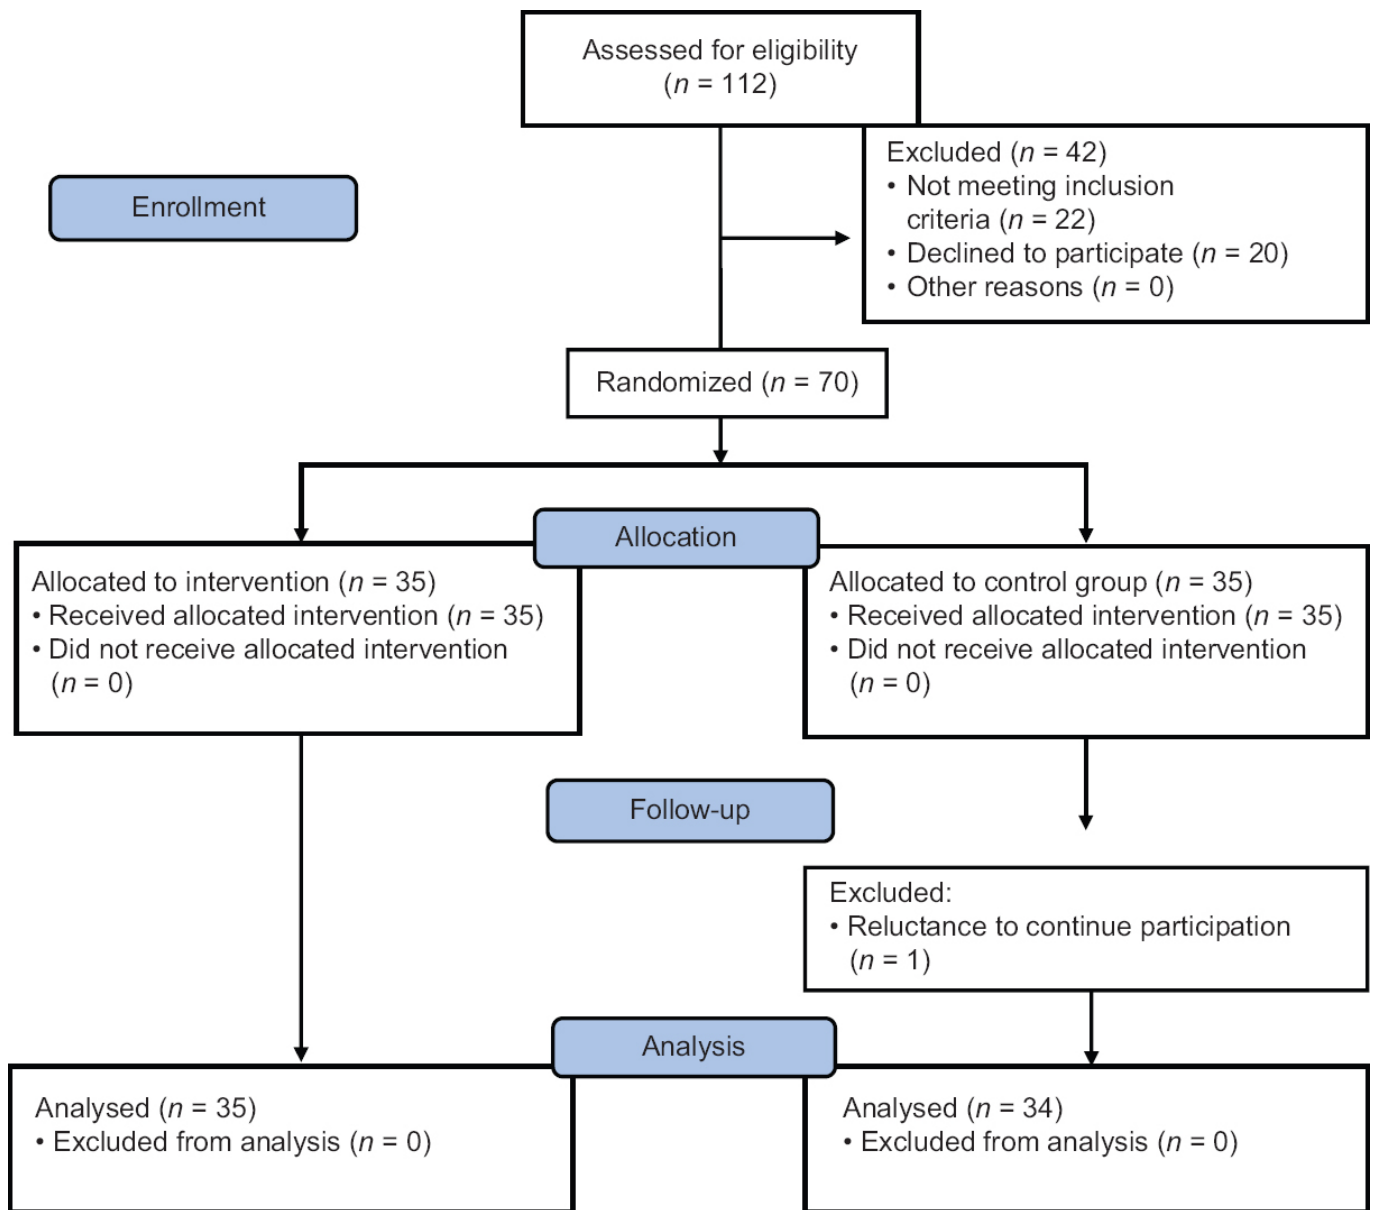 Assessed for eligibility
(n = 112)
Excluded (n = 42)
• Not meeting inclusion
criteria (n = 22)
• Declined to participate (n = 20)
• Other reasons (n = 0)
Enrollment
Randomized (n = 70)
Allocation
Allocated to intervention (n = 35)
• Received allocated intervention (n = 35)
• Did not receive allocated intervention
(n = 0)
Allocated to control group (n = 35)
• Received allocated intervention (n = 35)
• Did not receive allocated intervention
(n = 0)
Follow-up
Excluded:
• Reluctance to continue participation
(n = 1)
Analysis
Analysed (n = 35)
• Excluded from analysis (n = 0)
Analysed (n = 34)
• Excluded from analysis (n = 0)